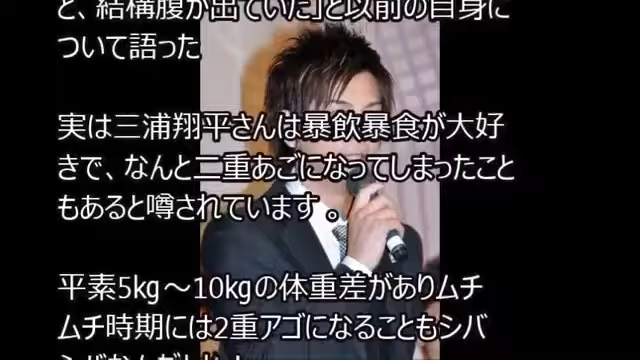 と、結構腹が出ていた」と以前の自身に
ついて語った
実は三浦翔平さんは暴飲暴食が大好
きで、なんと二重あごになってしまったこと
もあると噂されています 。
平素5㎏～10㎏の体重差がありムチ
ムチ時期には2重アゴになることもシバ